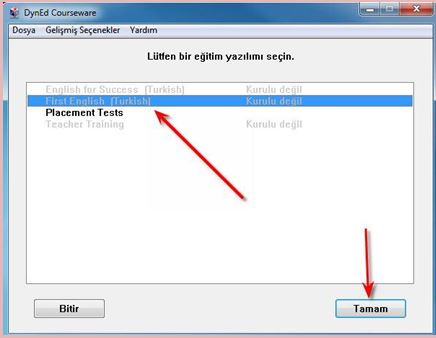 DynEd Courseware
Dosya Gelişmiş Seçenekler Yardım
Lütfen bir eğitim yazılımı seçin.
English for Success [Turkish] Kurulu değil
First English [Turkish] Kurulu değil
Placement Tests
Teacher Training Kurulu değil
Bitir Tamam